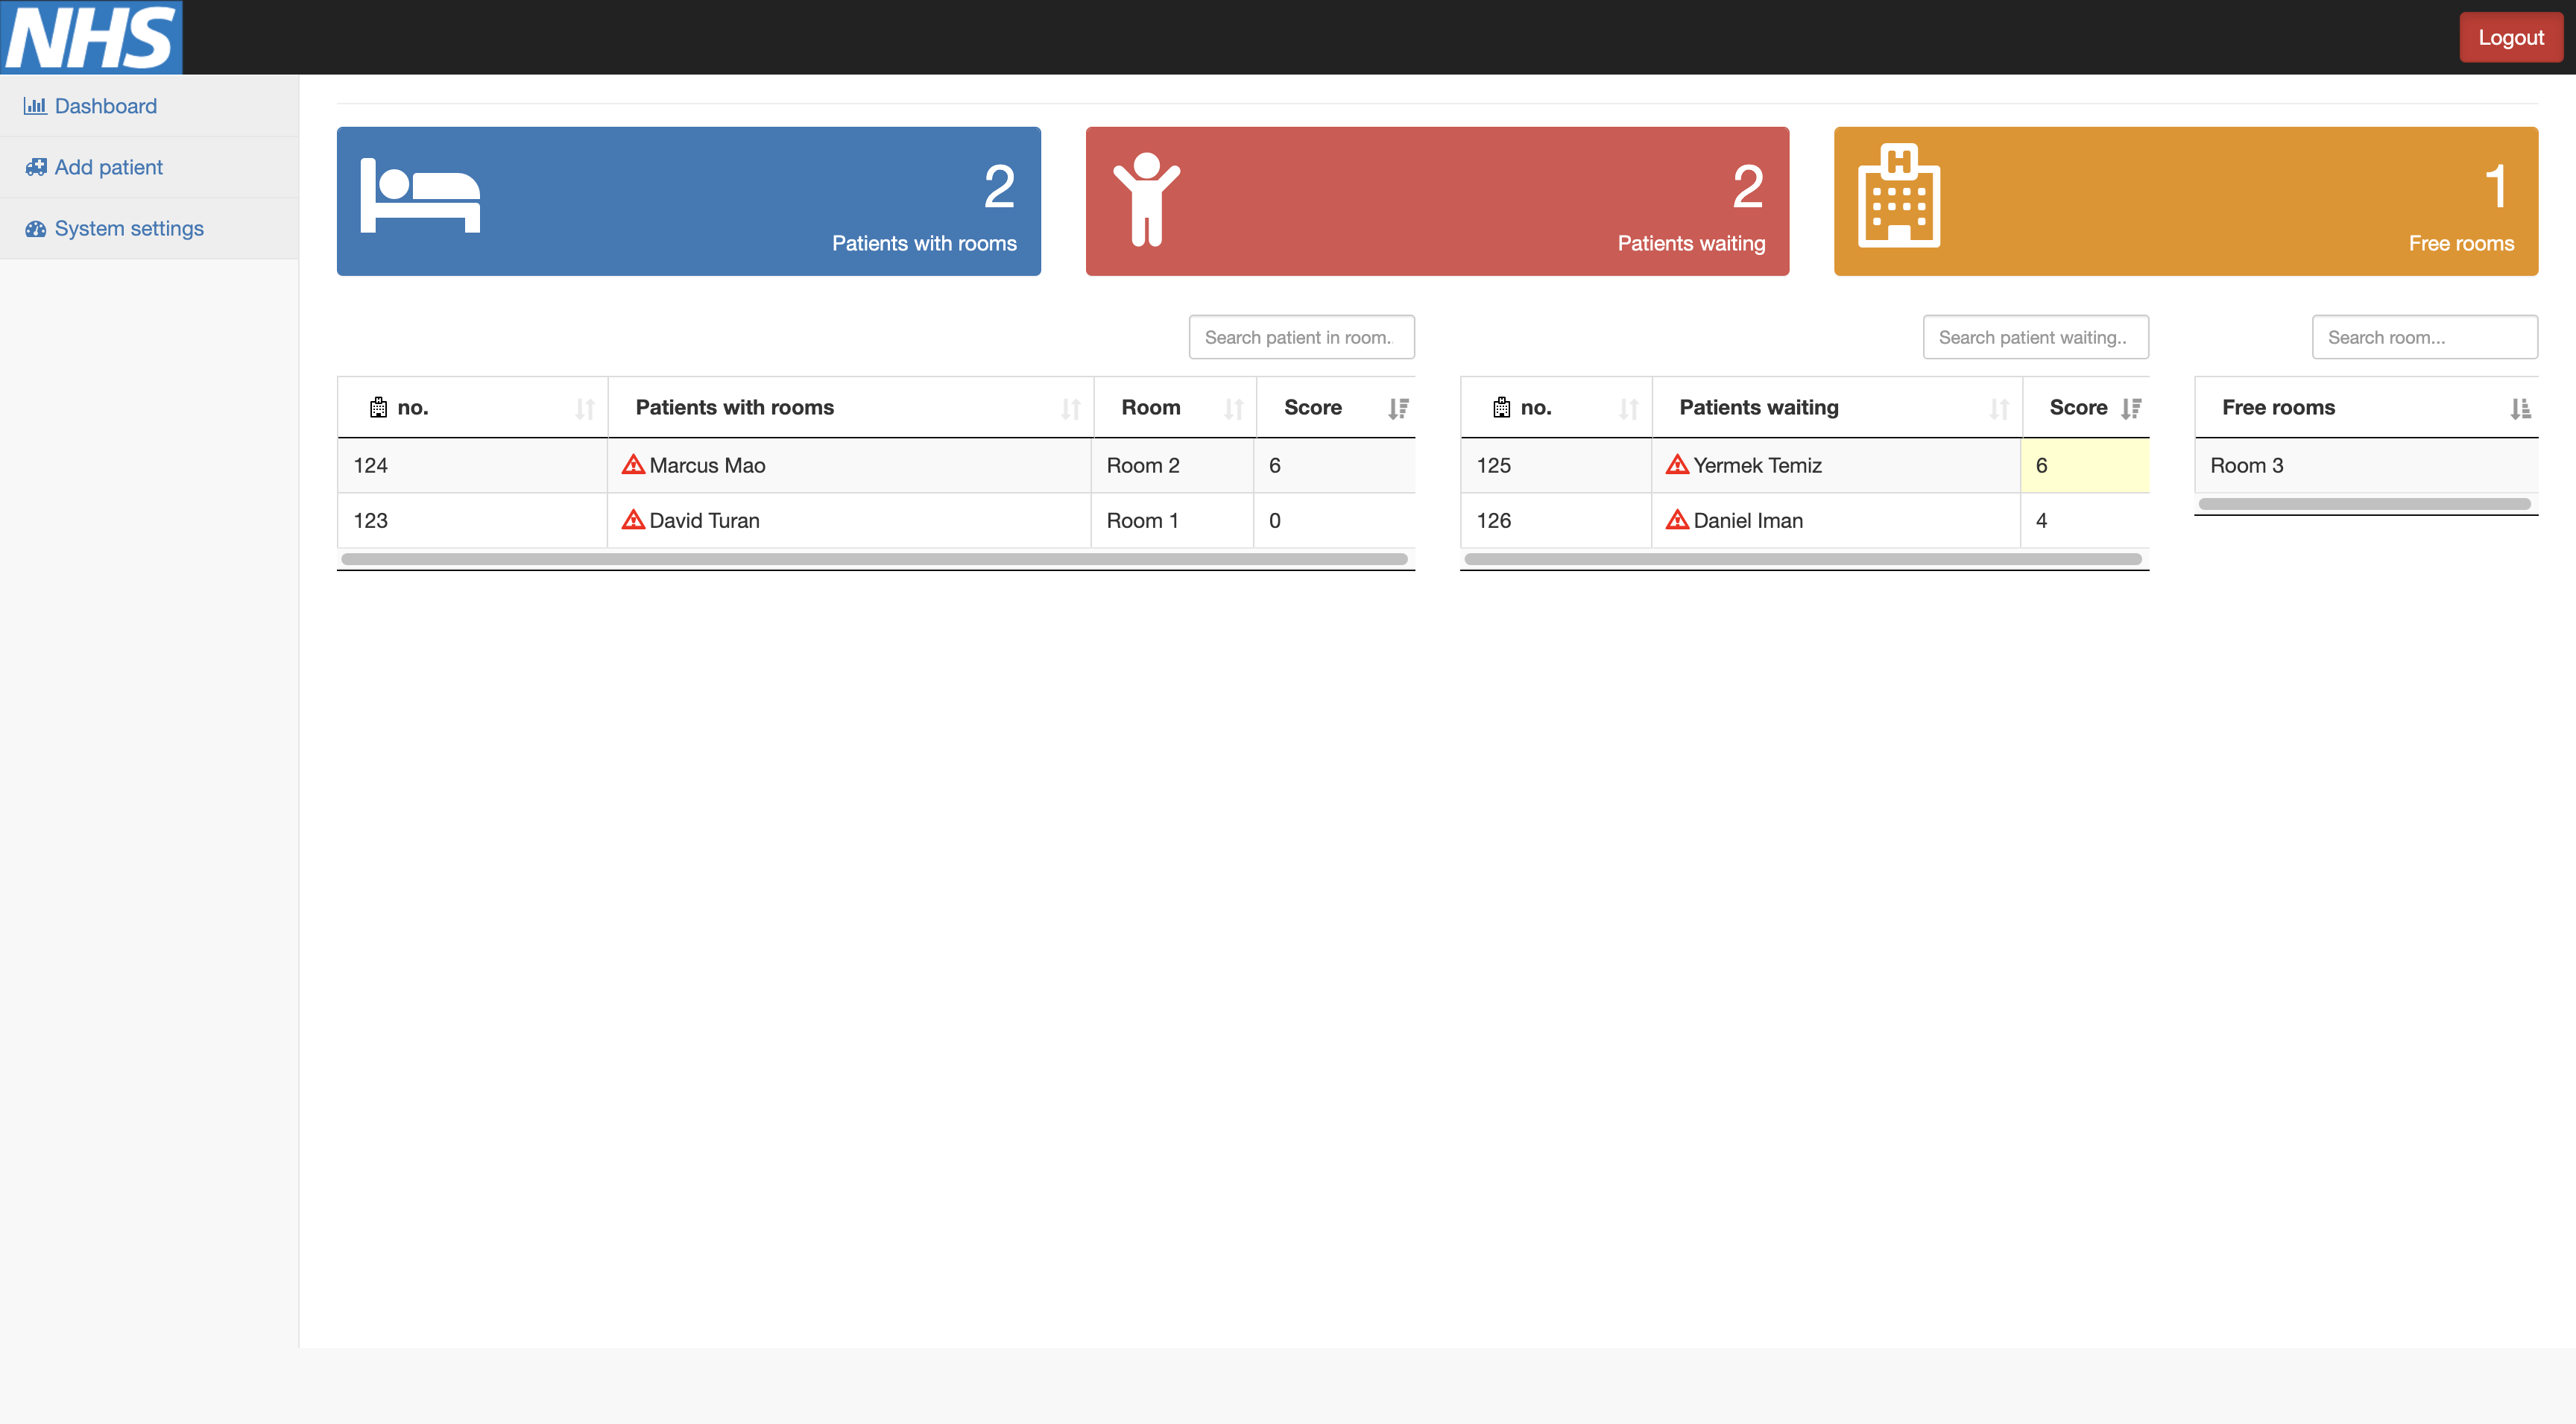 NHS
Logout
Dashboard
Add patient
System settings
2
Patients with rooms
2
Patients waiting
H
1
Free rooms
Search patient in room.
Search patient waiting..
Search room...
no. Patients with rooms Room Score
124 Marcus Mao Room 2 6
123 David Turan Room 1 0
no. Patients waiting Score
125 Yermek Temiz 6
126 Daniel Iman 4
Free rooms
Room 3